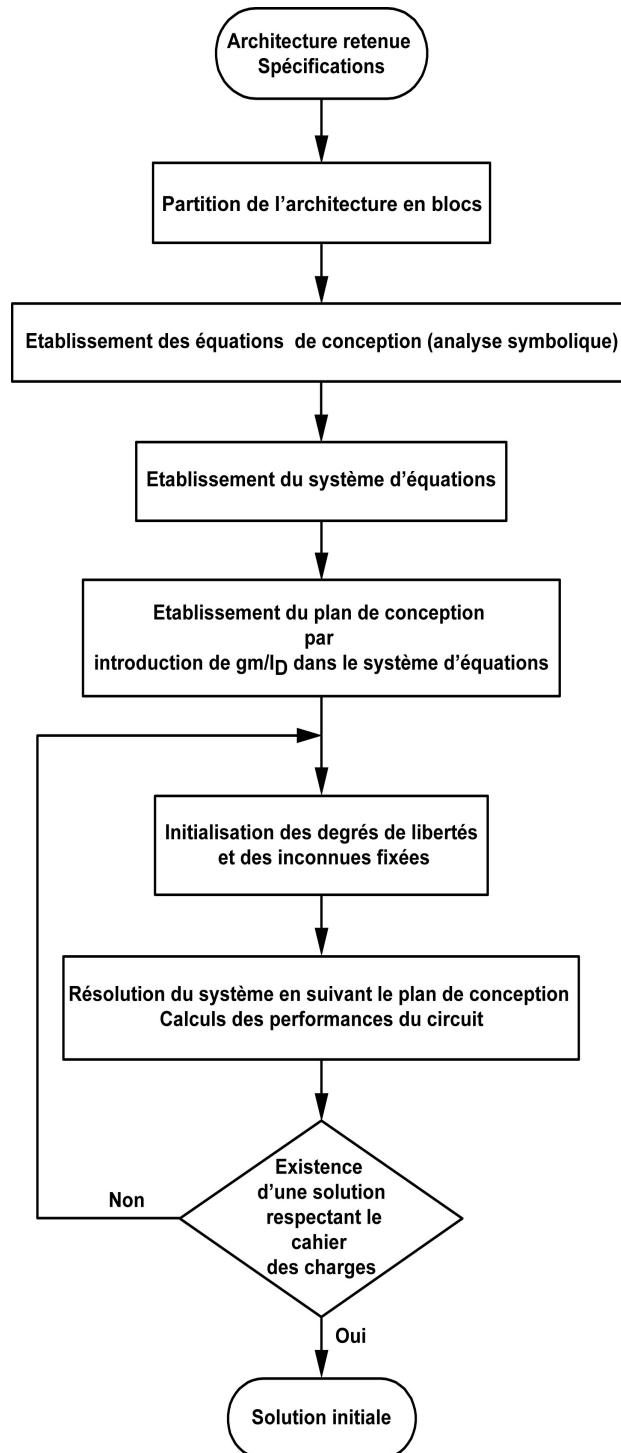 Architecture retenue
Spécifications
Partition de l'architecture en blocs
Etablissement des équations de conception (analyse symbolique)
Etablissement du système d'équations
Etablissement du plan de conception
par
introduction de gm/ID dans le système d'équations
Initialisation des degrés de libertés
et des inconnues fixées
Résolution du système en suivant le plan de conception
Calculs des performances du circuit
Existence
d'une solution
respectant le
cahier
des charges
Non
Oui
Solution initiale